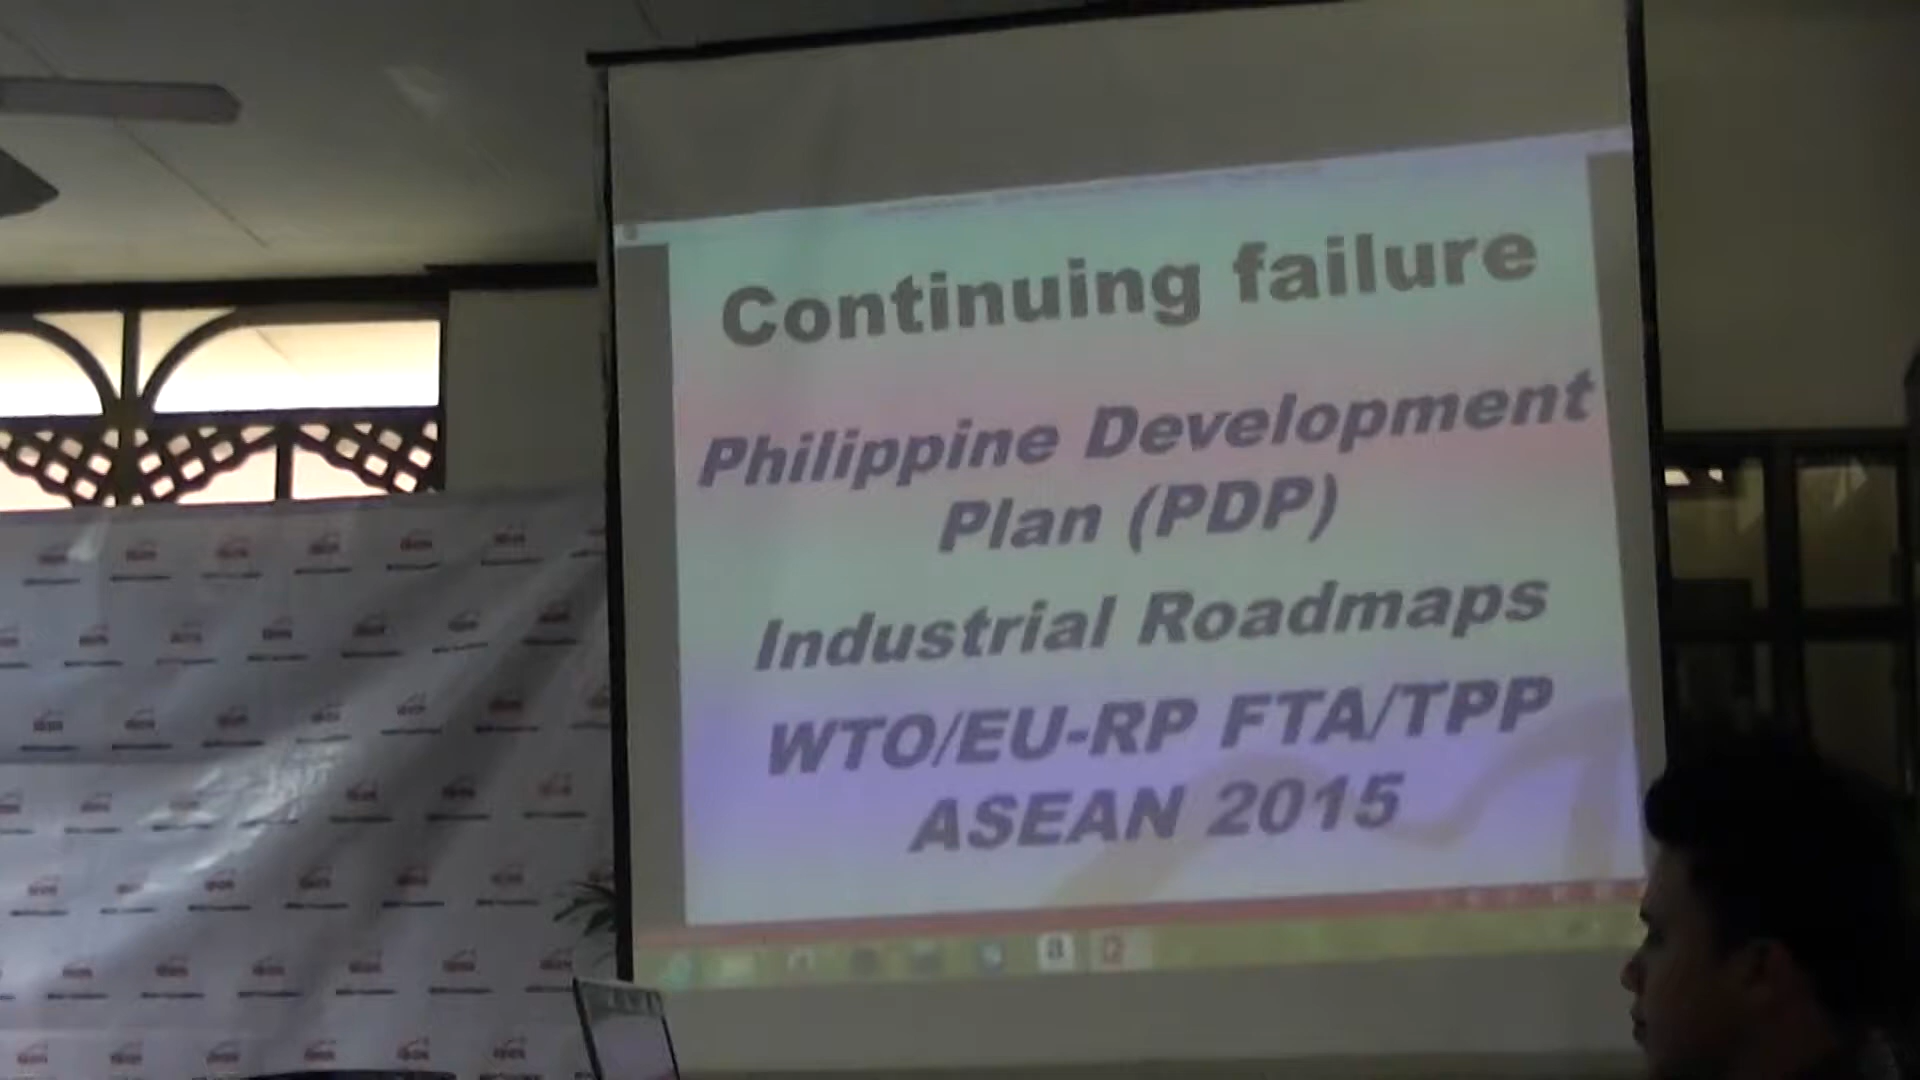 Continuing failure
Philippine Development
Plan (PDP)
Industrial Roadmaps
WTO/EU-RP FTA/TPP
ASEAN 2015